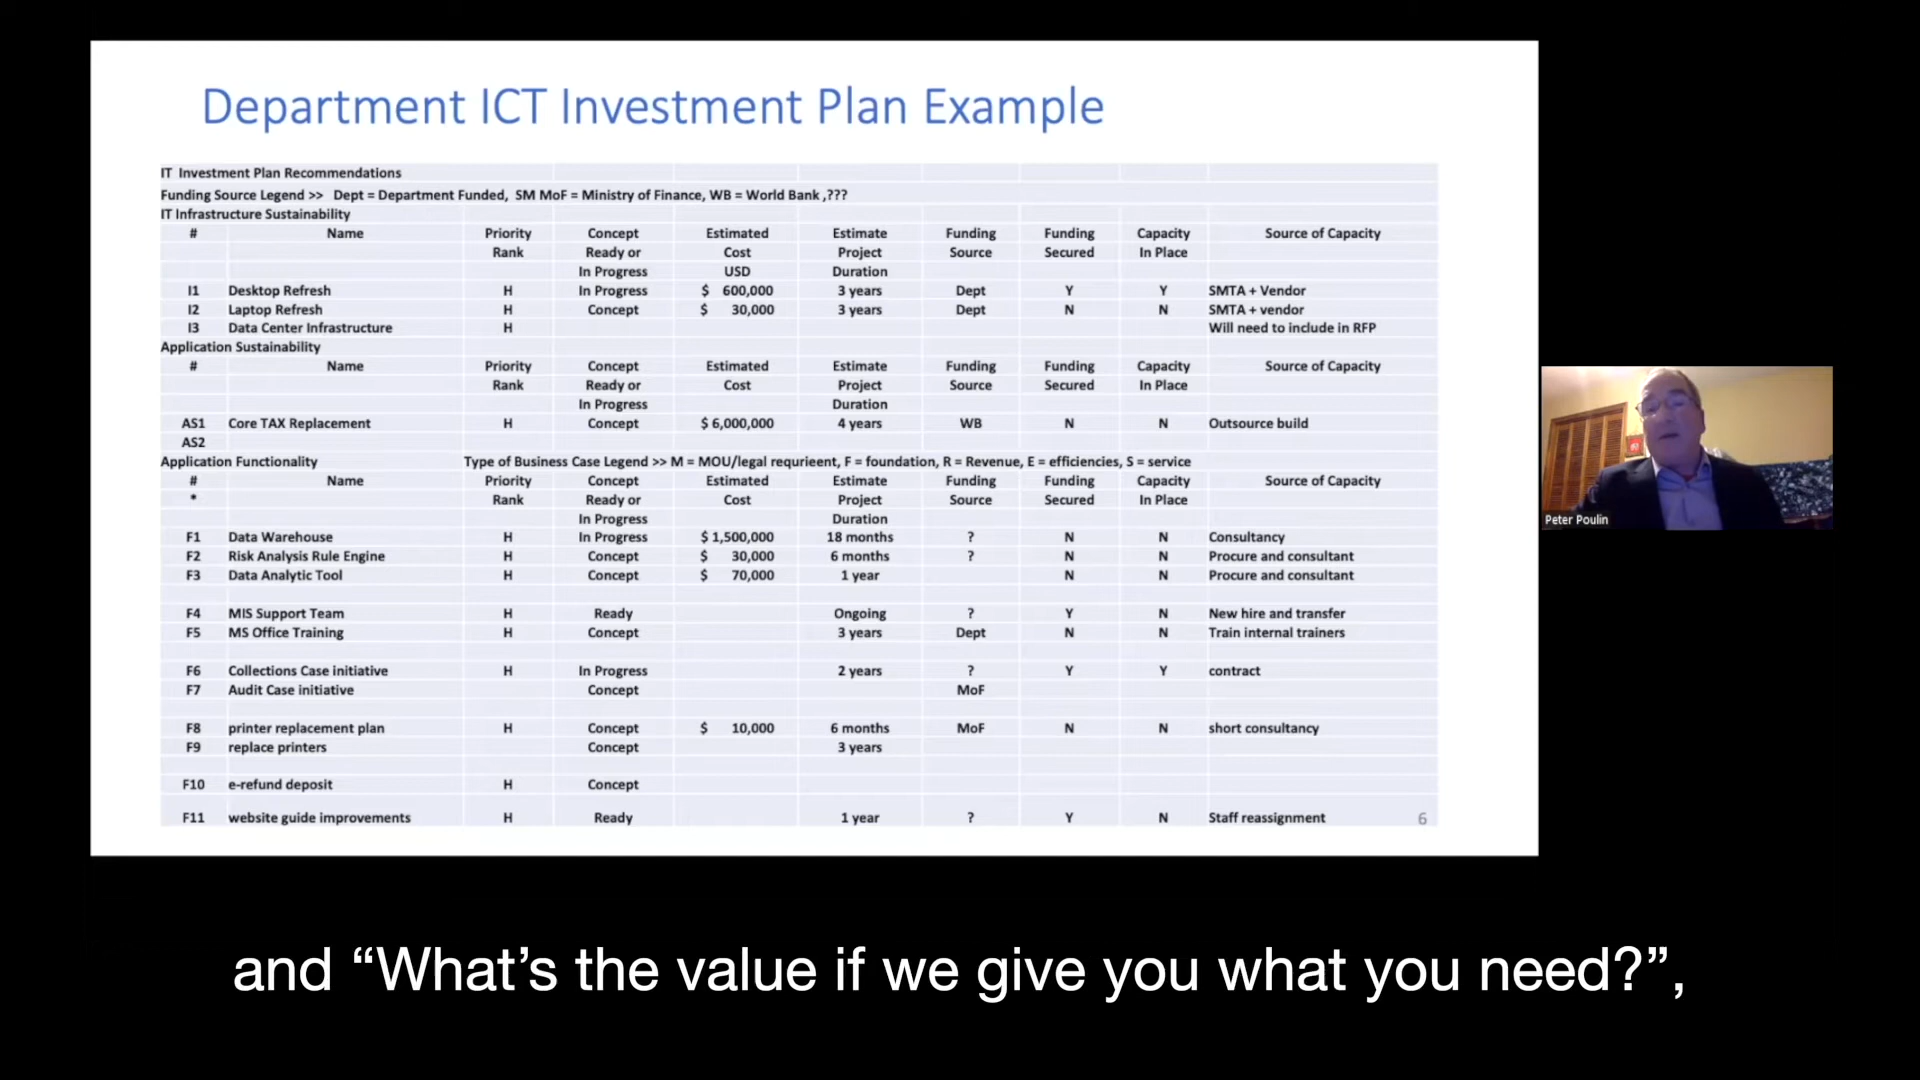 Department ICT Investment Plan Example
IT Investment Plan Recommendations
Funding Source Legend >> Dept = Department Funded, SM MoF = Ministry of Finance, WB = World Bank ,???
IT Infrastructure Sustainability
# Name Priority Concept Estimated Estimate Funding Funding Capacity Source of Capacity
Rank Ready or Cost Project Source Secured In Place
In Progress USD Duration
I1 Desktop Refresh H In Progress $ 600,000 3 years Dept Y Y SMTA + Vendor
I2 Laptop Refresh H Concept $ 30,000 3 years Dept N N SMTA + vendor
I3 Data Center Infrastructure H Will need to include in RFP
Application Sustainability
# Name Priority Concept Estimated Estimate Funding Funding Capacity Source of Capacity
Rank Ready or Cost Project Source Secured In Place
In Progress Duration
AS1 Core TAX Replacement H Concept $ 6,000,000 4 years WB N N Outsource build
AS2
Application Functionality Type of Business Case Legend >> M = MOU/legal requrieent, F = foundation, R = Revenue, E = efficiencies, S = service
# Name Priority Concept Estimated Estimate Funding Funding Capacity Source of Capacity
* Rank Ready or Cost Project Source Secured In Place
In Progress Duration
F1 Data Warehouse H In Progress $ 1,500,000 18 months ? N N Consultancy
F2 Risk Analysis Rule Engine H Concept $ 30,000 6 months ? N N Procure and consultant
F3 Data Analytic Tool H Concept $ 70,000 1 year N N Procure and consultant
F4 MIS Support Team H Ready Ongoing ? Y N New hire and transfer
F5 MS Office Training H Concept 3 years Dept N N Train internal trainers
F6 Collections Case initiative H In Progress 2 years ? Y Y contract
F7 Audit Case initiative Concept MoF
F8 printer replacement plan H Concept $ 10,000 6 months MoF N N short consultancy
F9 replace printers Concept 3 years
F10 e-refund deposit H Concept
F11 website guide improvements H Ready 1 year ? Y N Staff reassignment 6
Peter Poulin
and “What’s the value if we give you what you need?”,